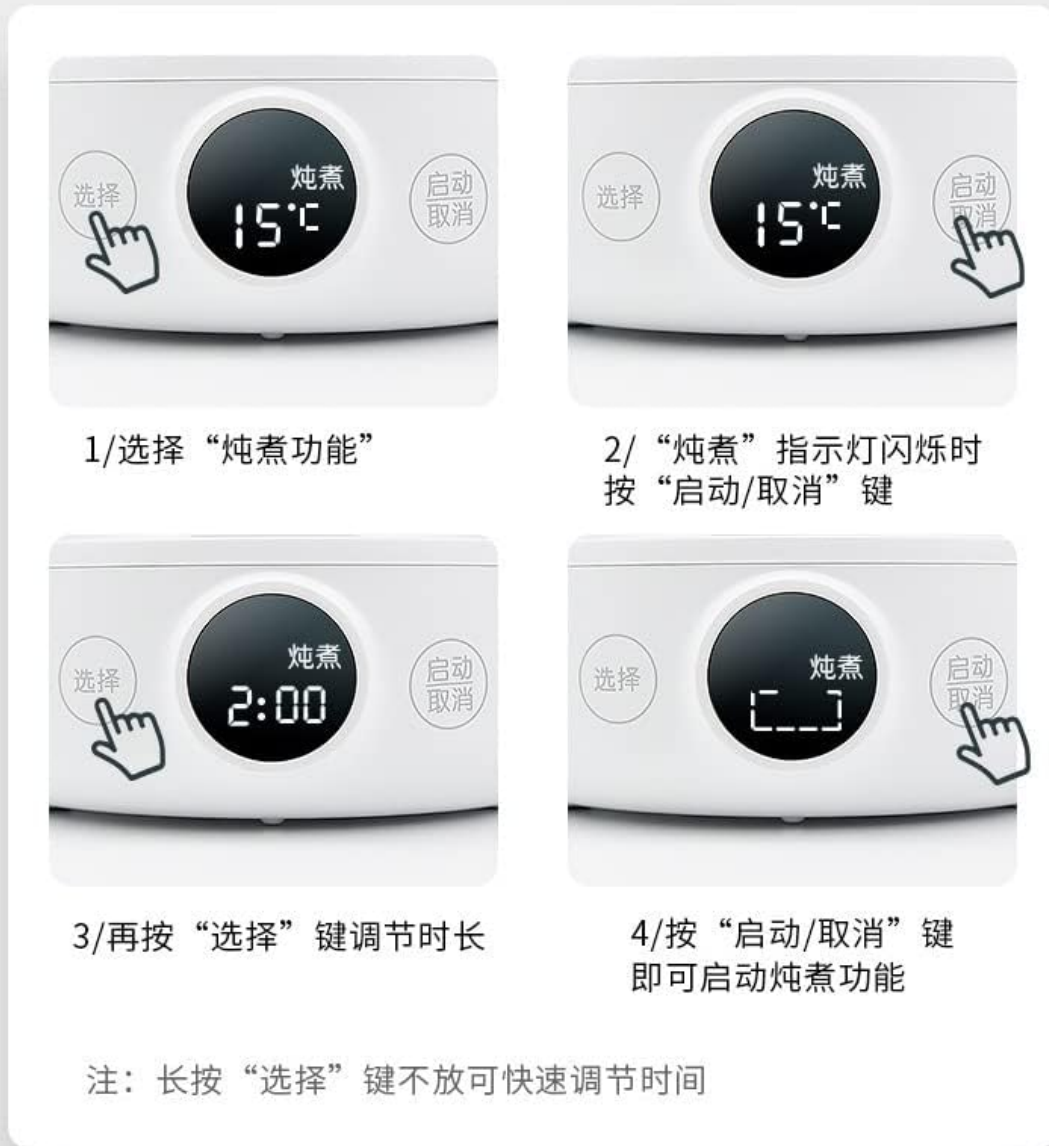 选择
炖煮
15℃
启动
取消
选择
炖煮
15℃
启动
取消
1/选择“炖煮功能”
2/“炖煮”指示灯闪烁时
按“启动/取消”键
选择
炖煮
2:00
启动
取消
选择
炖煮
启动
取消
3/再按“选择”键调节时长
4/按“启动/取消”键
即可启动炖煮功能
注：长按“选择”键不放可快速调节时间